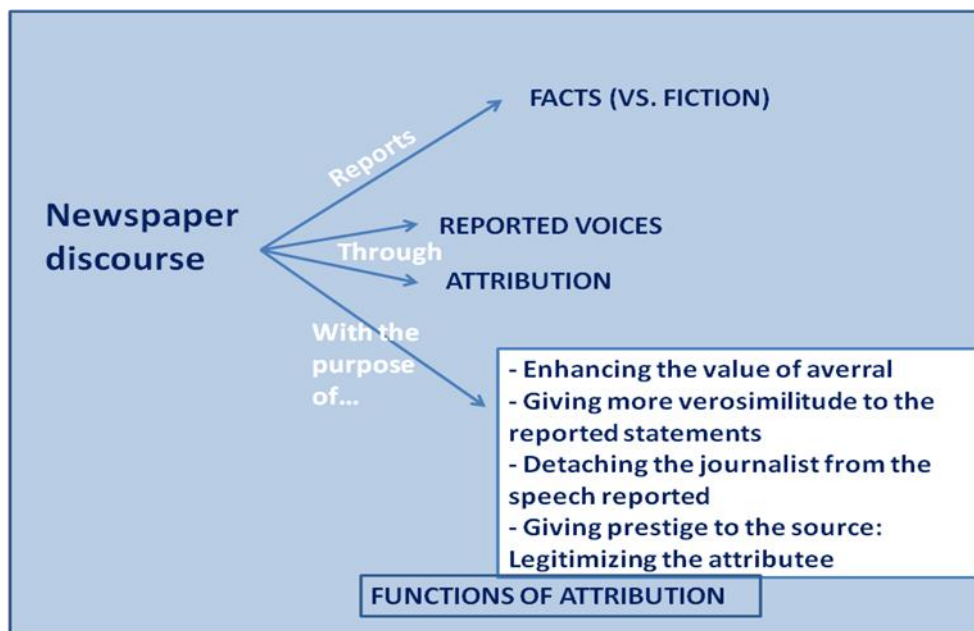 FACTS (VS. FICTION)
Reports
Newspaper
discourse
REPORTED VOICES
Through
ATTRIBUTION
With the
purpose
of...
- Enhancing the value of averral
- Giving more verosimilitude to the
reported statements
- Detaching the journalist from the
speech reported
- Giving prestige to the source:
Legitimizing the attributee
FUNCTIONS OF ATTRIBUTION